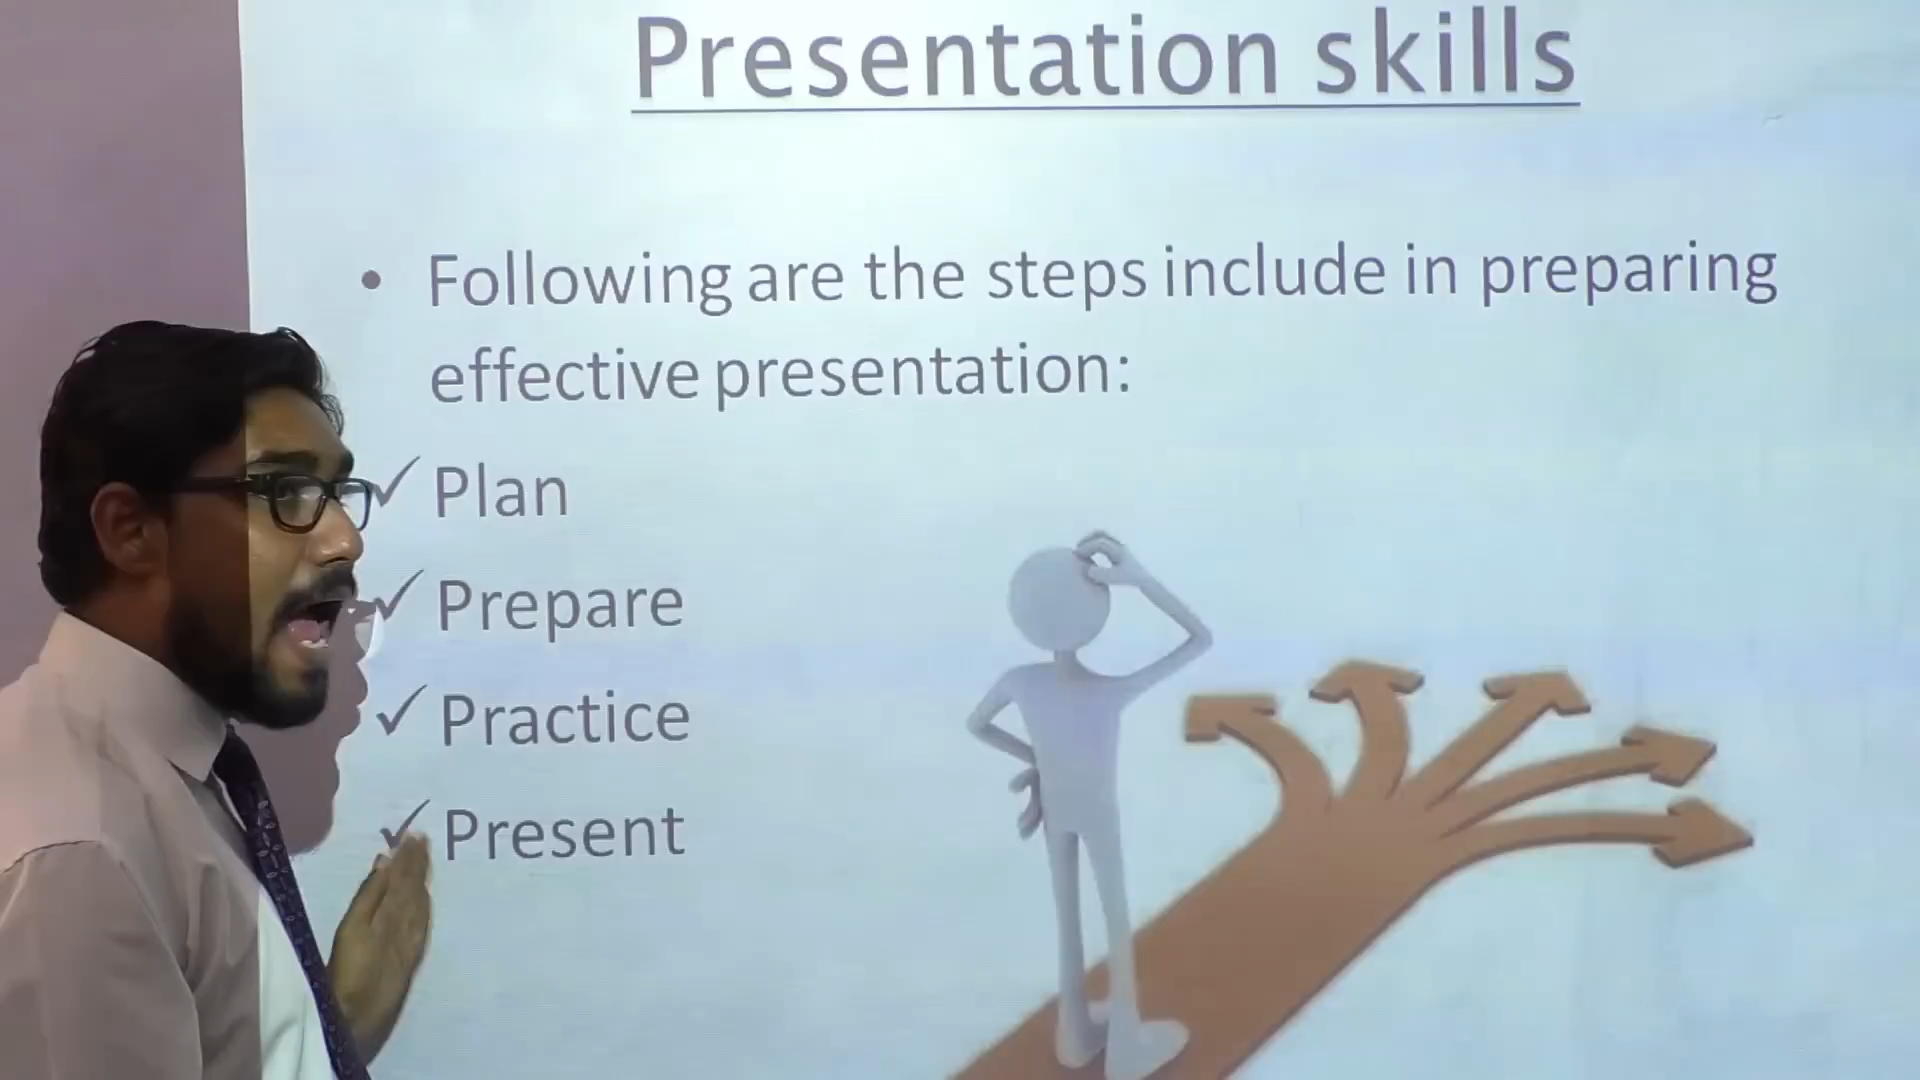 Presentation skills
• Following are the steps include in preparing
effective presentation:
✓ Plan
✓ Prepare
✓ Practice
✓ Present